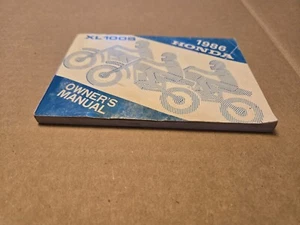 XL100S
1986
HONDA
OWNER'S
MANUAL